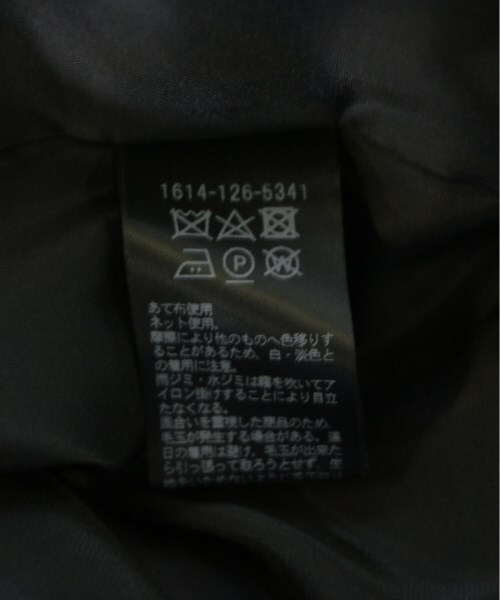 1614-126-5341
P
W
あて布使用
ネット使用。
摩擦により他のものへ色移りす
ることがあるため、白・淡色と
の着用に注意。
雨ジミ・水ジミは霧を吹いてア
イロン掛けすることにより目立
たなくなる。
風合いを重視した商品のため、
毛玉が発生する場合がある。連
日の着用は避け、毛玉が出来た
ら引っ張って取ろうとせず、生